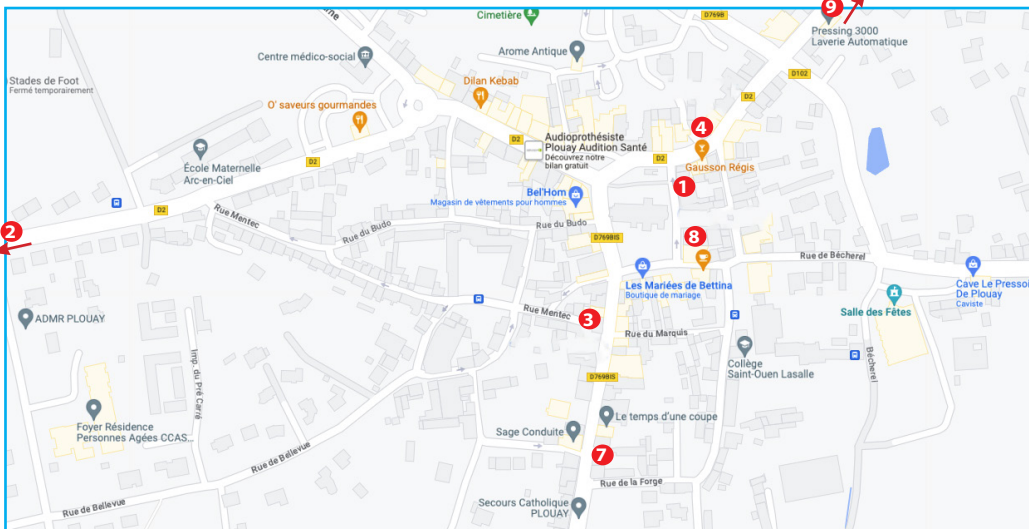 Cimetière
D769B
9
Pressing 3000
Laverie Automatique
Centre médico-social
Arome Antique
D102
Stades de Foot
Fermé temporairement
Dilan Kebab
O' saveurs gourmandes
D2
4
Audioprothésiste
Plouay Audition Santé
Découvrez notre
bilan gratuit
D2
D2
Gausson Régis
D2
École Maternelle
Arc-en-Ciel
1
Bel'Hom
Magasin de vêtements pour hommes
D2
Rue Mentec
Rue du Budo
Rue du Budo
2
D769BIS
8
Rue de Bécherel
Les Mariées de Bettina
Boutique de mariage
Cave Le Pressoi
De Plouay
Caviste
Salle des Fêtes
ADMR PLOUAY
Rue Mentec
3
Rue du Marquis
Collège
Saint-Ouen Lasalle
Bécherel
Imp. du Pré Carré
D769BIS
Foyer Résidence
Personnes Agées CCAS...
Le temps d'une coupe
Sage Conduite
7
Rue de Bellevue
Rue de la Forge
Rue de Bellevue
Secours Catholique
PLOUAY